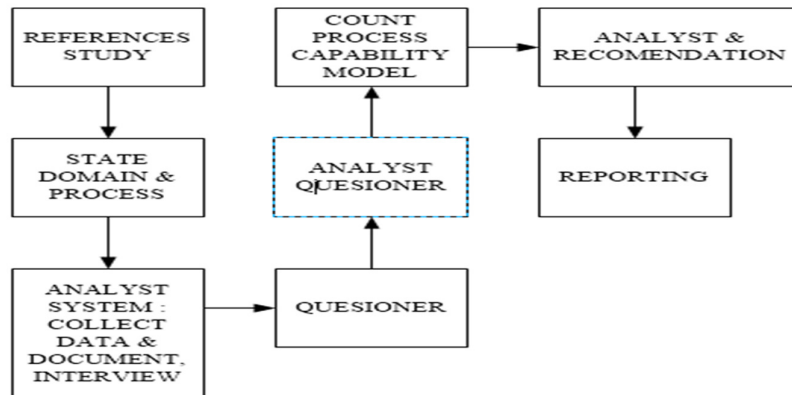 REFERENCES
STUDY
STATE
DOMAIN &
PROCESS
ANALYST
SYSTEM :
COLLECT
DATA &
DOCUMENT,
INTERVIEW
QUESIONER
ANALYST
QUESIONER
COUNT
PROCESS
CAPABILITY
MODEL
ANALYST &
RECOMENDATION
REPORTING